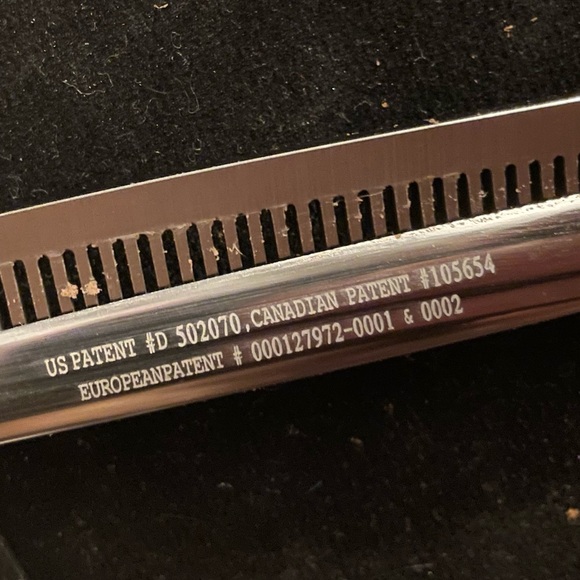 US PATENT #D 502070,CANADIAN PATENT #105654
EUROPEANPATENT # 000127972-0001 & 0002